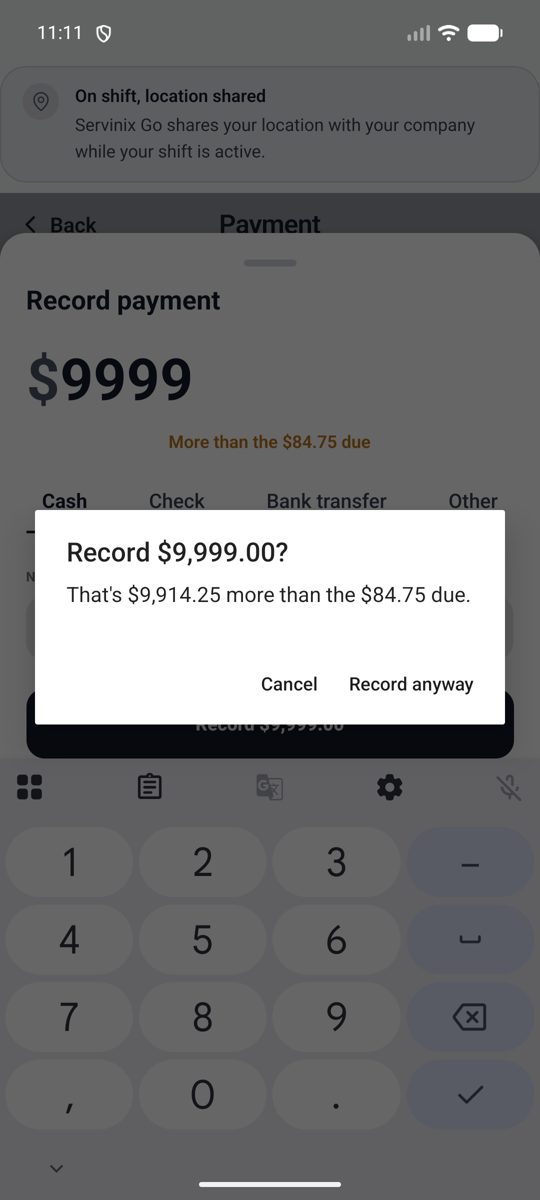 11:11
On shift, location shared
Servinix Go shares your location with your company
while your shift is active.
Back
Payment
Record payment
$9999
More than the $84.75 due
Cash
Check
Bank transfer
Other
N
Record $9,999.00?
That's $9,914.25 more than the $84.75 due.
Cancel
Record anyway
Record $9,999.00
1
2
3
–
4
5
6
7
8
9
,
0
.